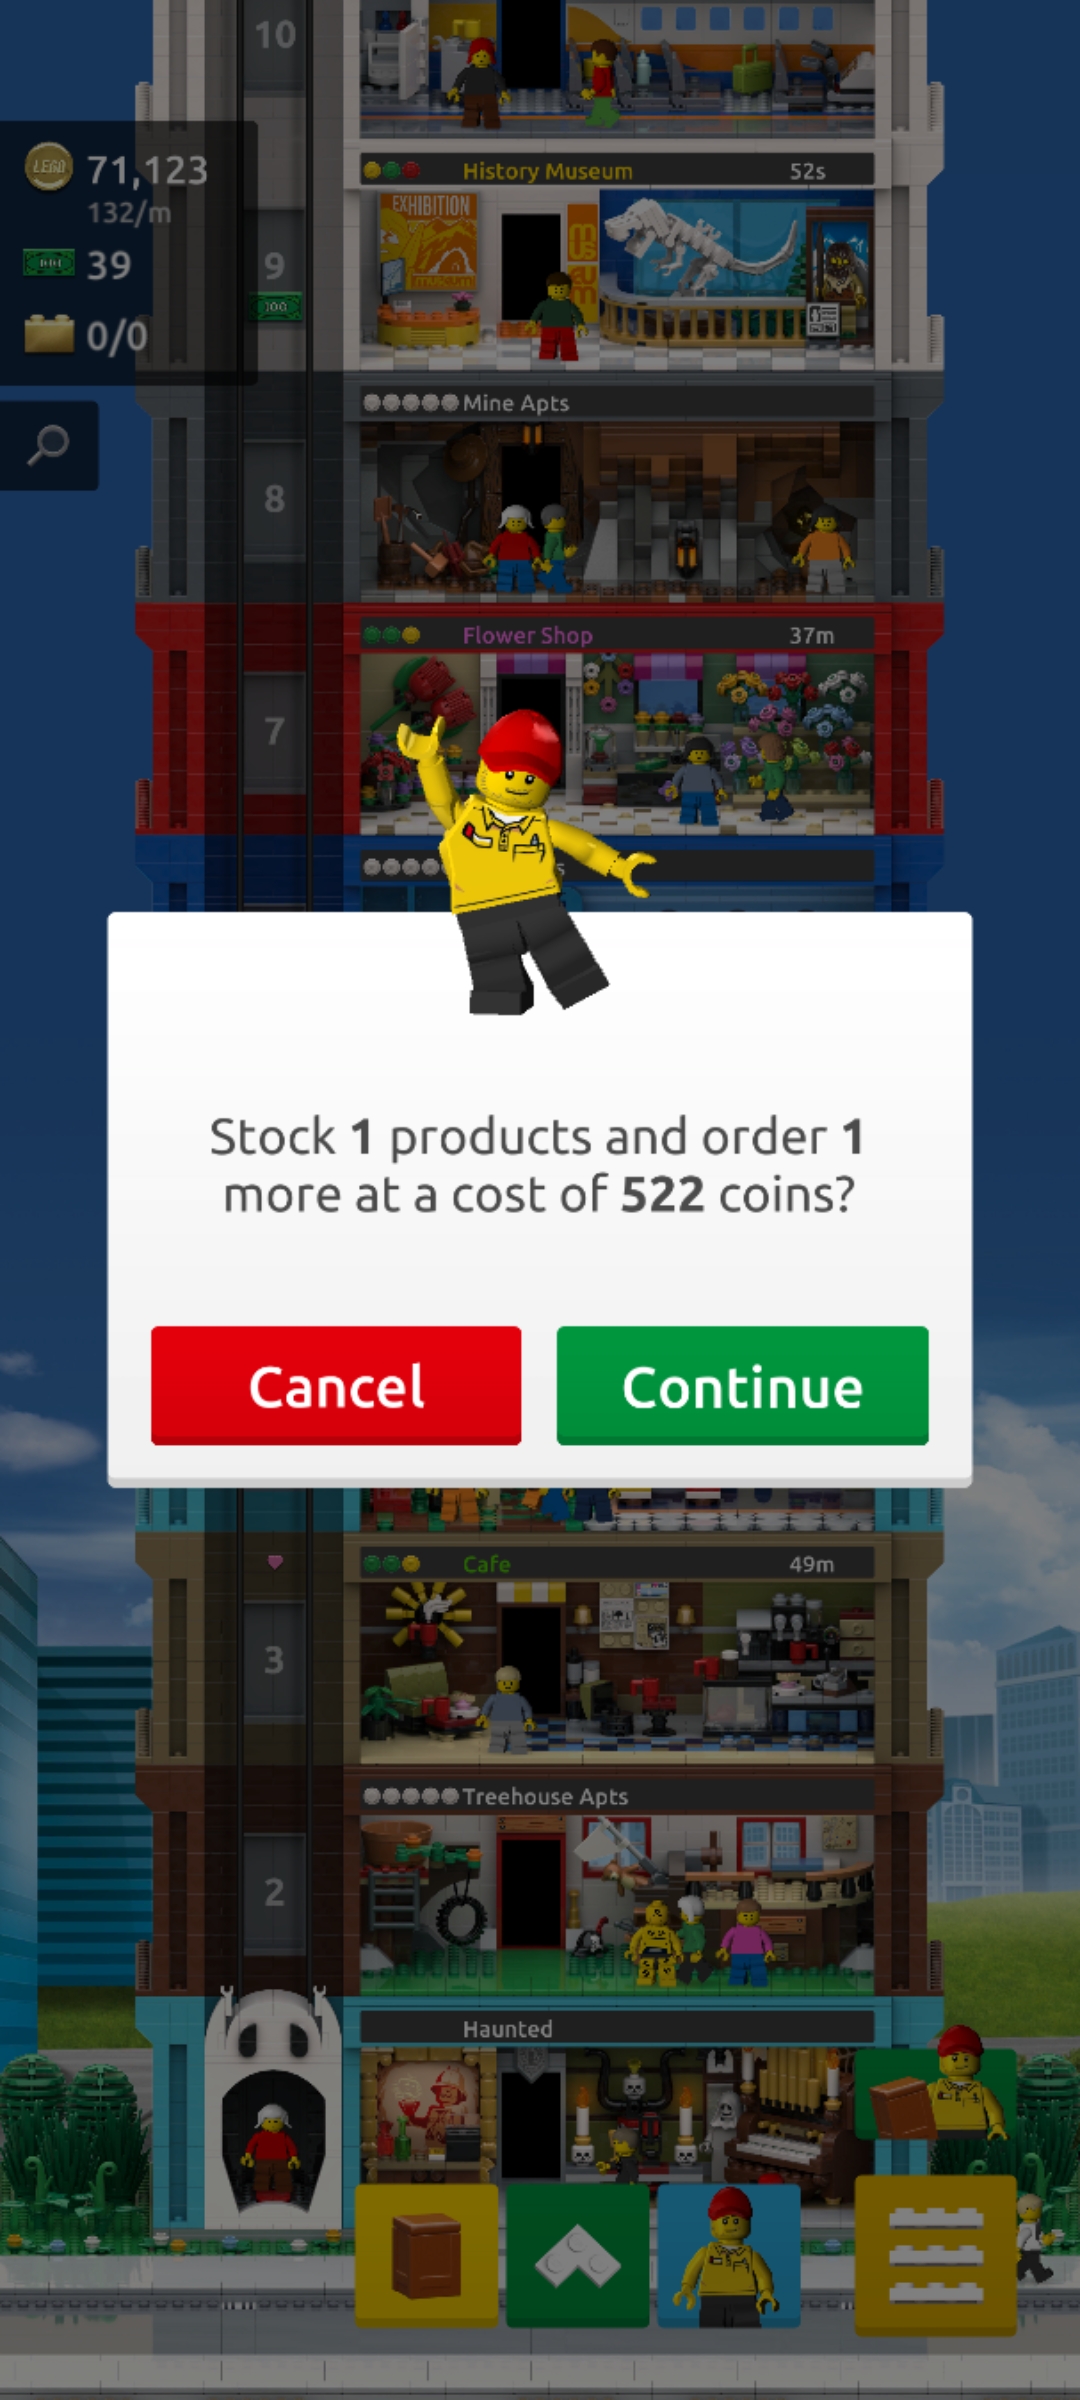 10
LEGO
71,123
132/m
39
0/0
History Museum 52s
EXHIBITION
museum
9
100
Mine Apts
8
Flower Shop 37m
7
s
Stock 1 products and order 1
more at a cost of 522 coins?
Cancel Continue
Cafe 49m
3
Treehouse Apts
2
Haunted